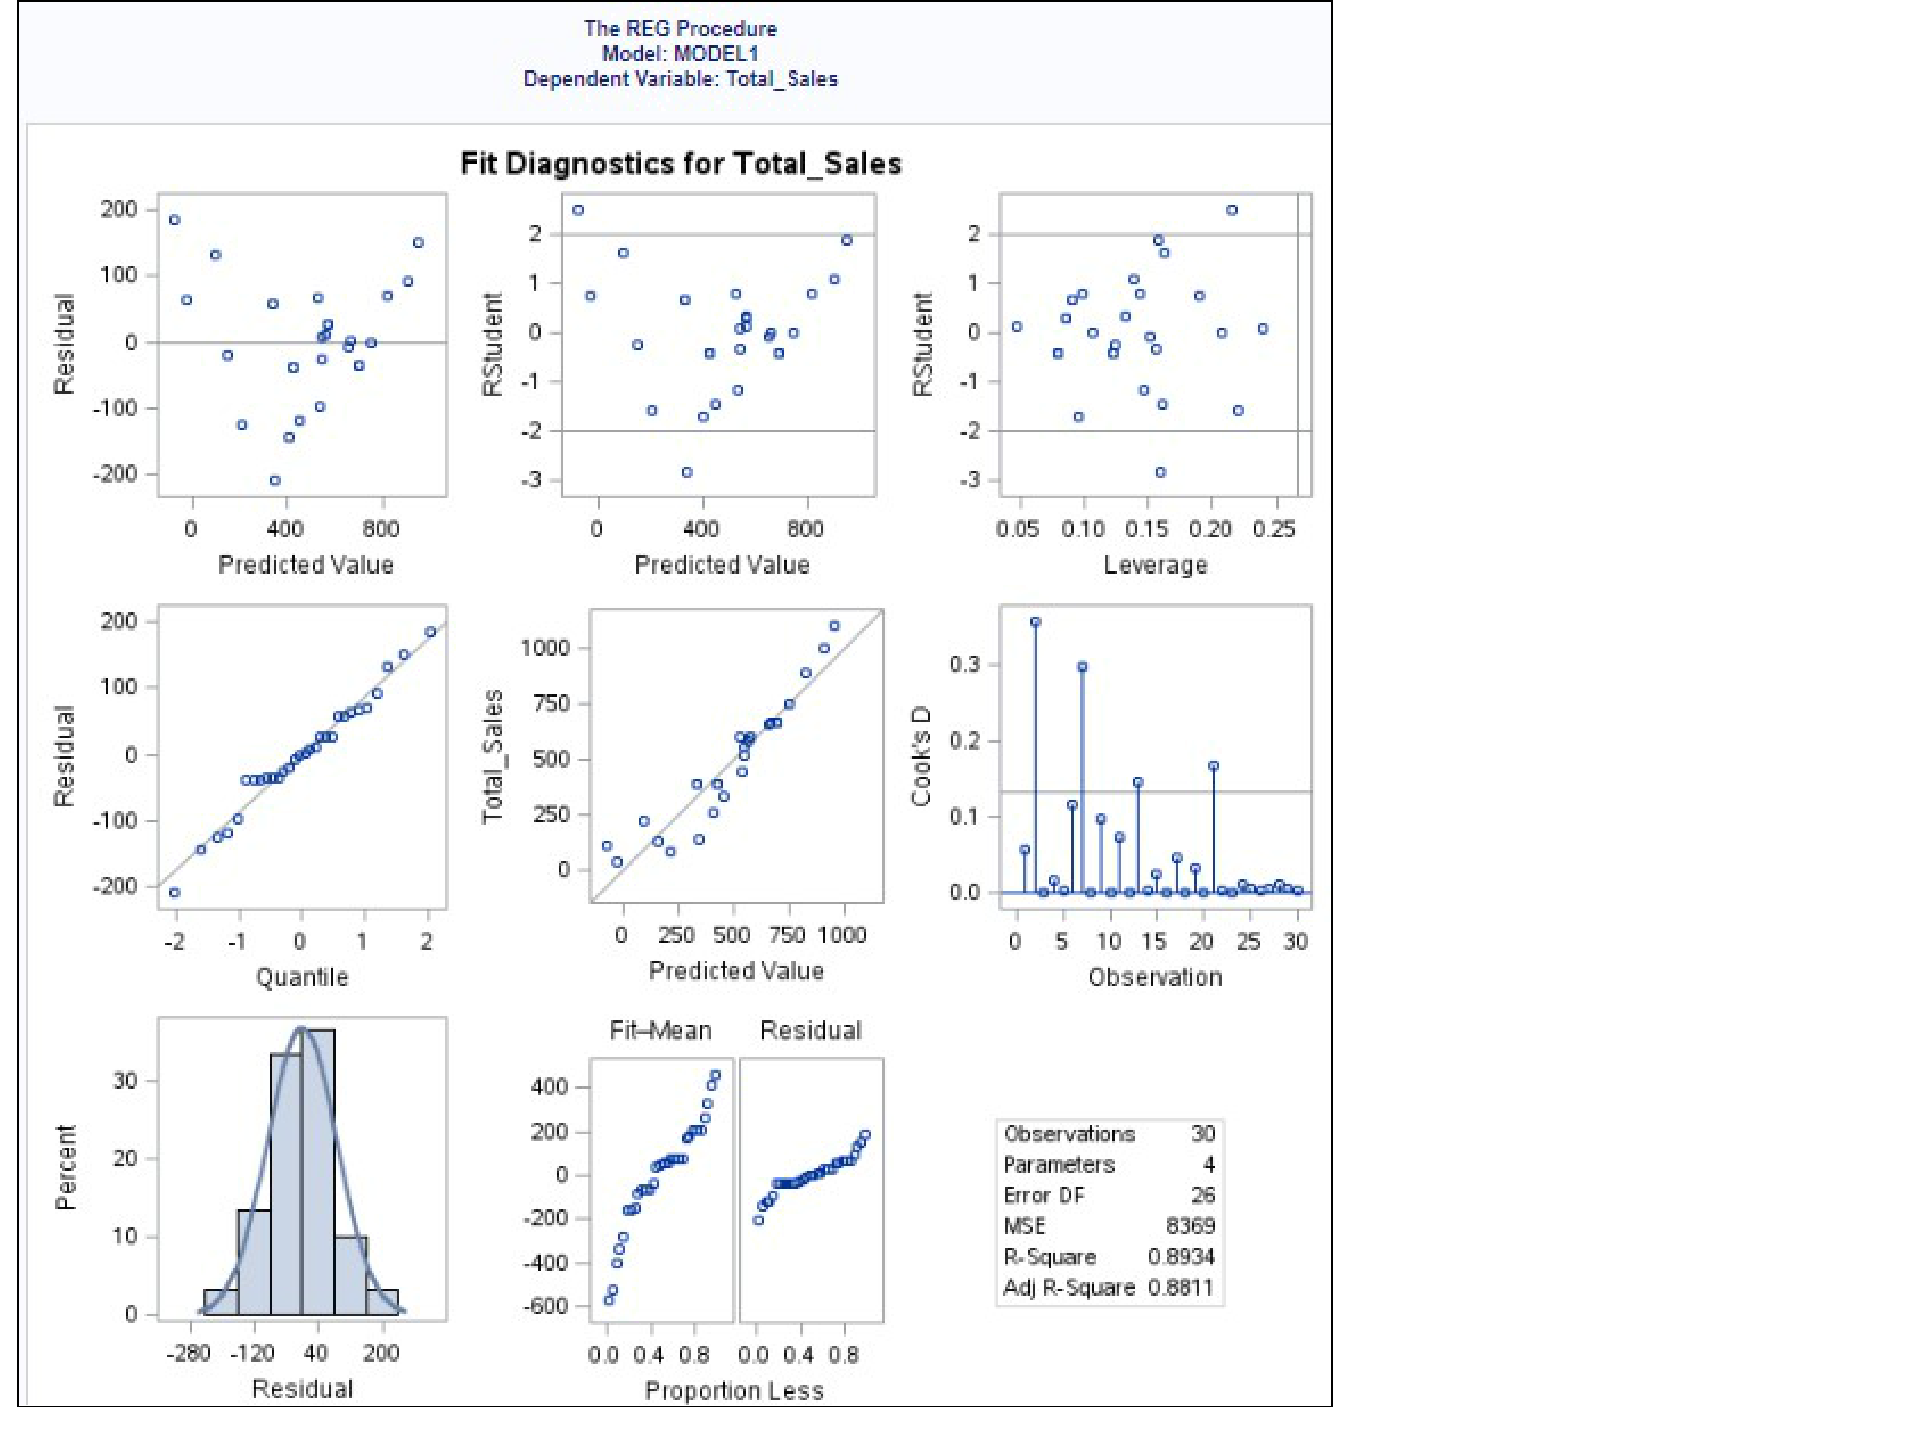 The REG Procedure
Model: MODEL1
Dependent Variable: Total_Sales
Fit Diagnostics for Total_Sales
200
100
0
-100
-200
Residual
0 400 800
Predicted Value
2
1
0
-1
-2
-3
RStudent
0 400 800
Predicted Value
2
1
0
-1
-2
-3
RStudent
0.05 0.10 0.15 0.20 0.25
Leverage
200
100
0
-100
-200
Residual
-2 -1 0 1 2
Quantile
1000
750
500
250
0
Total_Sales
0 250 500 750 1000
Predicted Value
0.3
0.2
0.1
0.0
Cook's D
0 5 10 15 20 25 30
Observation
30
20
10
0
Percent
-280 -120 40 200
Residual
Fit–Mean Residual
400
200
0
-200
-400
-600
0.0 0.4 0.8 0.0 0.4 0.8
Proportion Less
Observations 30
Parameters 4
Error DF 26
MSE 8369
R-Square 0.8934
Adj R-Square 0.8811